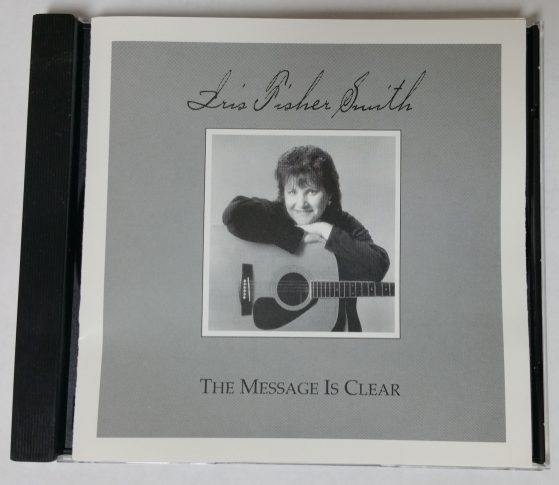 Iris Fisher Smith
THE MESSAGE IS CLEAR